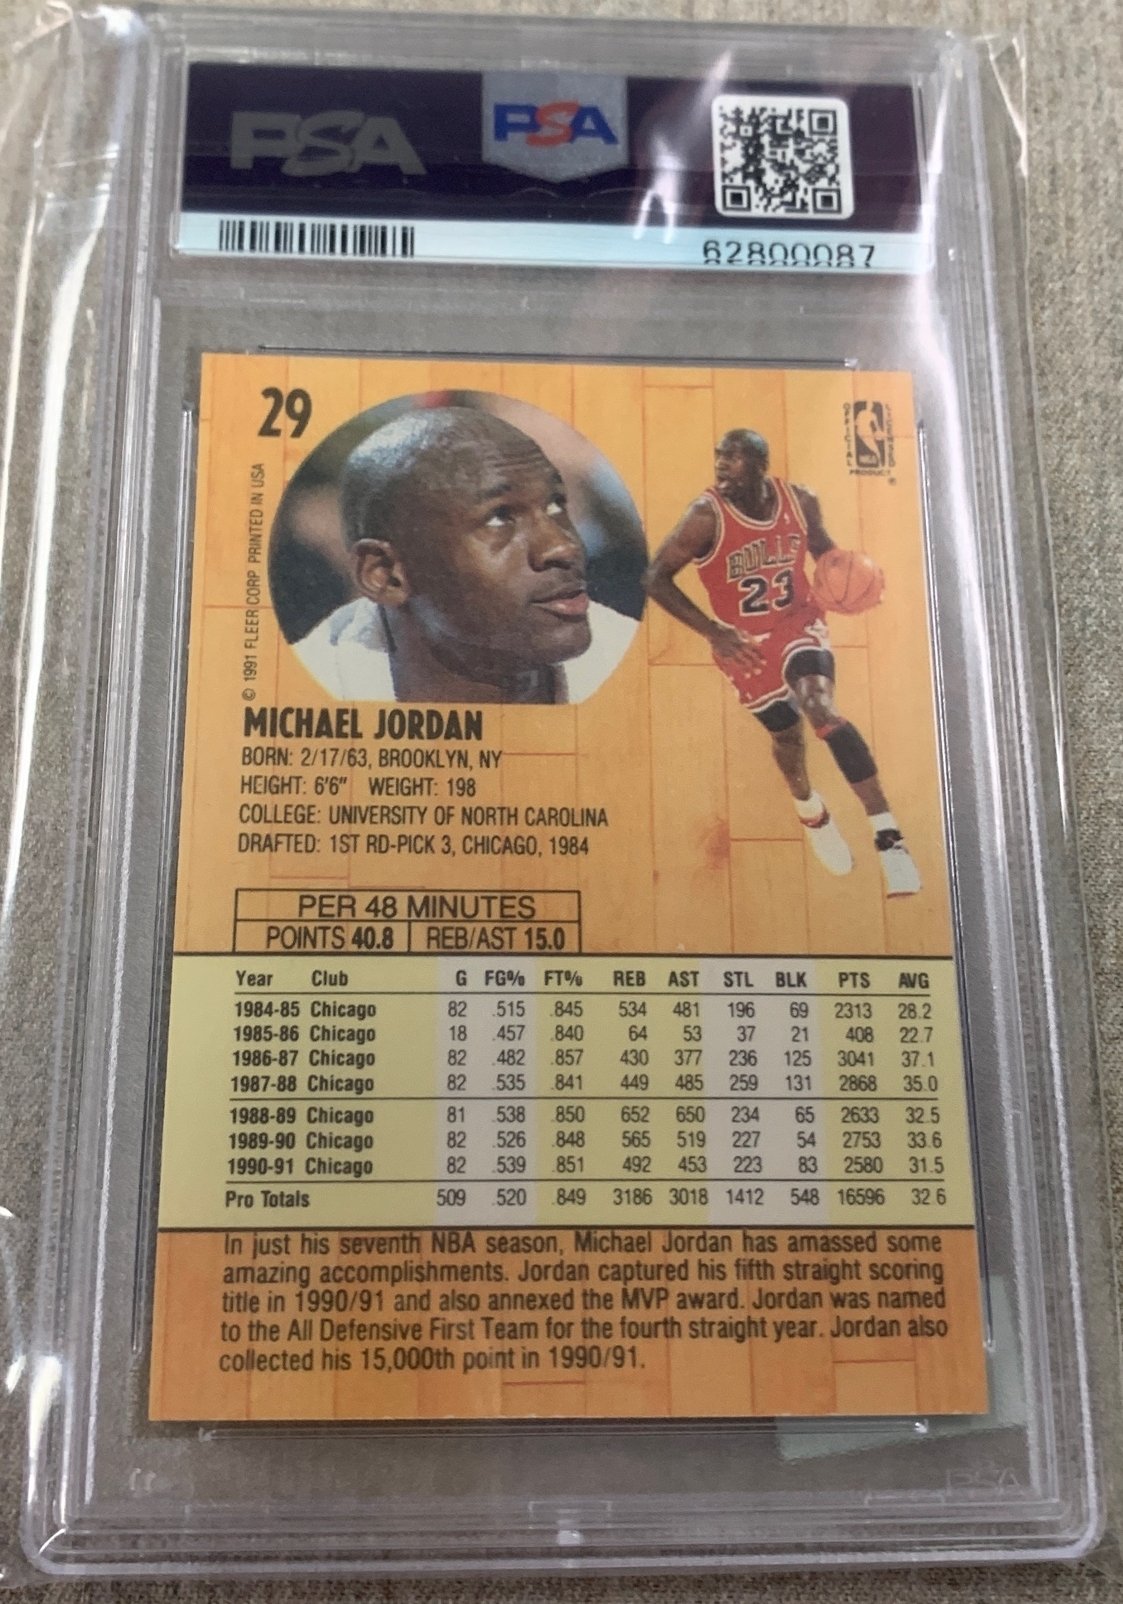 PSA
PSA
62800087
29
OFFICIAL LICENSED PRODUCT
NBA
®
© 1991 FLEER CORP PRINTED IN USA
BULLS
23
MICHAEL JORDAN
BORN: 2/17/63, BROOKLYN, NY
HEIGHT: 6'6" WEIGHT: 198
COLLEGE: UNIVERSITY OF NORTH CAROLINA
DRAFTED: 1ST RD-PICK 3, CHICAGO, 1984
PER 48 MINUTES
POINTS 40.8 REB/AST 15.0
Year Club G FG% FT% REB AST STL BLK PTS AVG
1984-85 Chicago 82 .515 .845 534 481 196 69 2313 28.2
1985-86 Chicago 18 .457 .840 64 53 37 21 408 22.7
1986-87 Chicago 82 .482 .857 430 377 236 125 3041 37.1
1987-88 Chicago 82 .535 .841 449 485 259 131 2868 35.0
1988-89 Chicago 81 .538 .850 652 650 234 65 2633 32.5
1989-90 Chicago 82 .526 .848 565 519 227 54 2753 33.6
1990-91 Chicago 82 .539 .851 492 453 223 83 2580 31.5
Pro Totals 509 .520 .849 3186 3018 1412 548 16596 32.6
In just his seventh NBA season, Michael Jordan has amassed some
amazing accomplishments. Jordan captured his fifth straight scoring
title in 1990/91 and also annexed the MVP award. Jordan was named
to the All Defensive First Team for the fourth straight year. Jordan also
collected his 15,000th point in 1990/91.
PSA